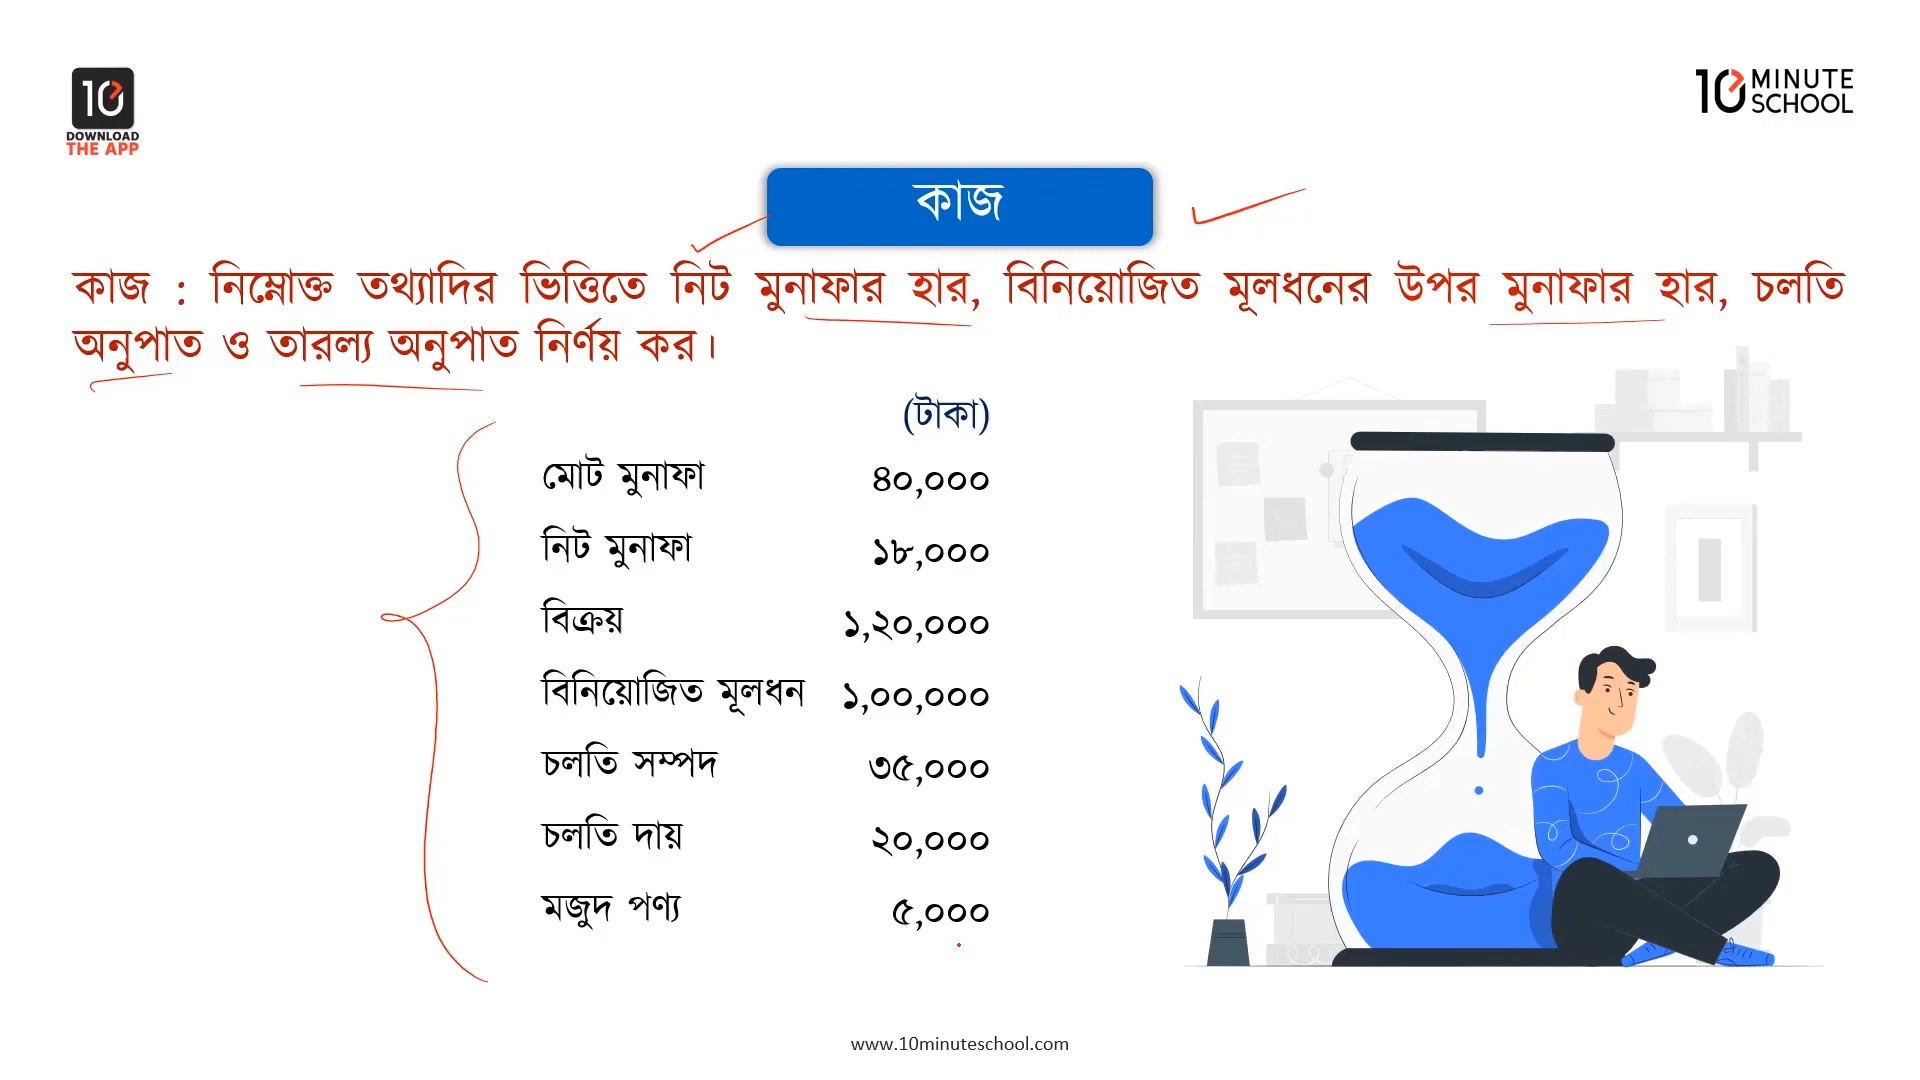 10
DOWNLOAD
THE APP
10 MINUTE
SCHOOL
কাজ
কাজ : নিম্নোক্ত তথ্যাদির ভিত্তিতে নিট মুনাফার হার, বিনিয়োজিত মূলধনের উপর মুনাফার হার, চলতি
অনুপাত ও তারল্য অনুপাত নির্ণয় কর।
(টাকা)
মোট মুনাফা ৪০,০০০
নিট মুনাফা ১৮,০০০
বিক্রয় ১,২০,০০০
বিনিয়োজিত মূলধন ১,০০,০০০
চলতি সম্পদ ৩৫,০০০
চলতি দায় ২০,০০০
মজুদ পণ্য ৫,০০০
www.10minuteschool.com